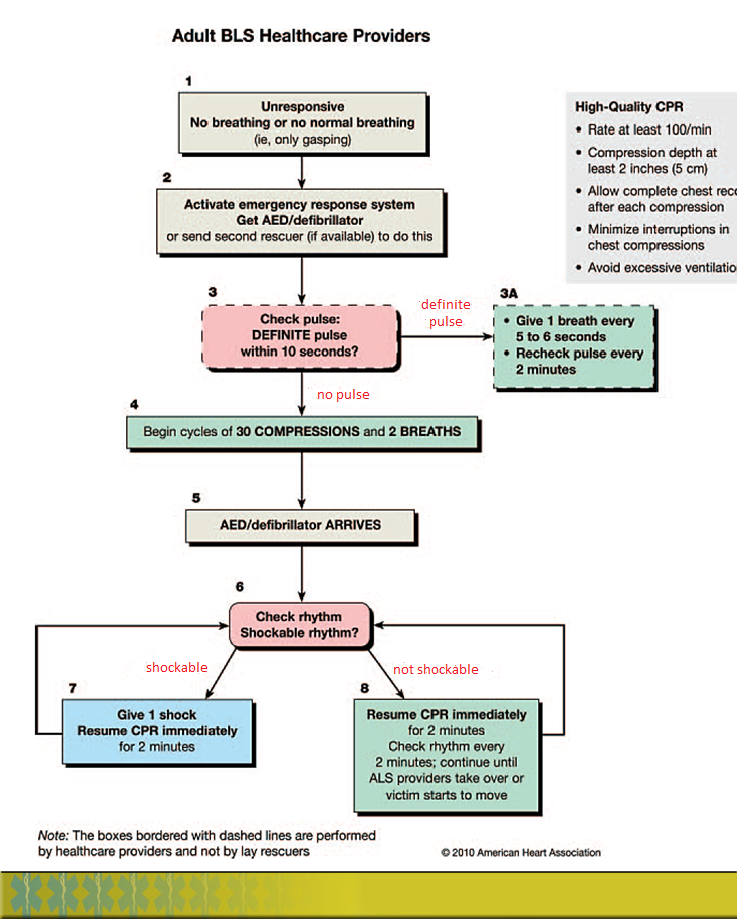 Adult BLS Healthcare Providers
1
Unresponsive
No breathing or no normal breathing
(ie, only gasping)
High-Quality CPR
• Rate at least 100/min
• Compression depth at
least 2 inches (5 cm)
• Allow complete chest reco
after each compression
• Minimize interruptions in
chest compressions
• Avoid excessive ventilatio
2
Activate emergency response system
Get AED/defibrillator
or send second rescuer (if available) to do this
3
Check pulse:
DEFINITE pulse
within 10 seconds?
definite
pulse
3A
• Give 1 breath every
5 to 6 seconds
• Recheck pulse every
2 minutes
no pulse
4
Begin cycles of 30 COMPRESSIONS and 2 BREATHS
5
AED/defibrillator ARRIVES
6
Check rhythm
Shockable rhythm?
shockable
not shockable
7
Give 1 shock
Resume CPR immediately
for 2 minutes
8
Resume CPR immediately
for 2 minutes
Check rhythm every
2 minutes; continue until
ALS providers take over or
victim starts to move
Note: The boxes bordered with dashed lines are performed
by healthcare providers and not by lay rescuers
© 2010 American Heart Association